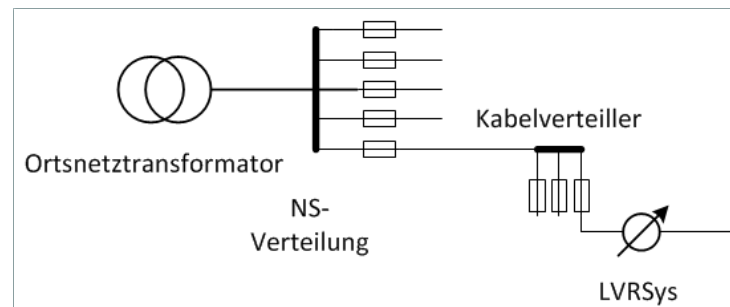 Kabelverteiller
Ortsnetztransformator
NS-
Verteilung
LVRSys